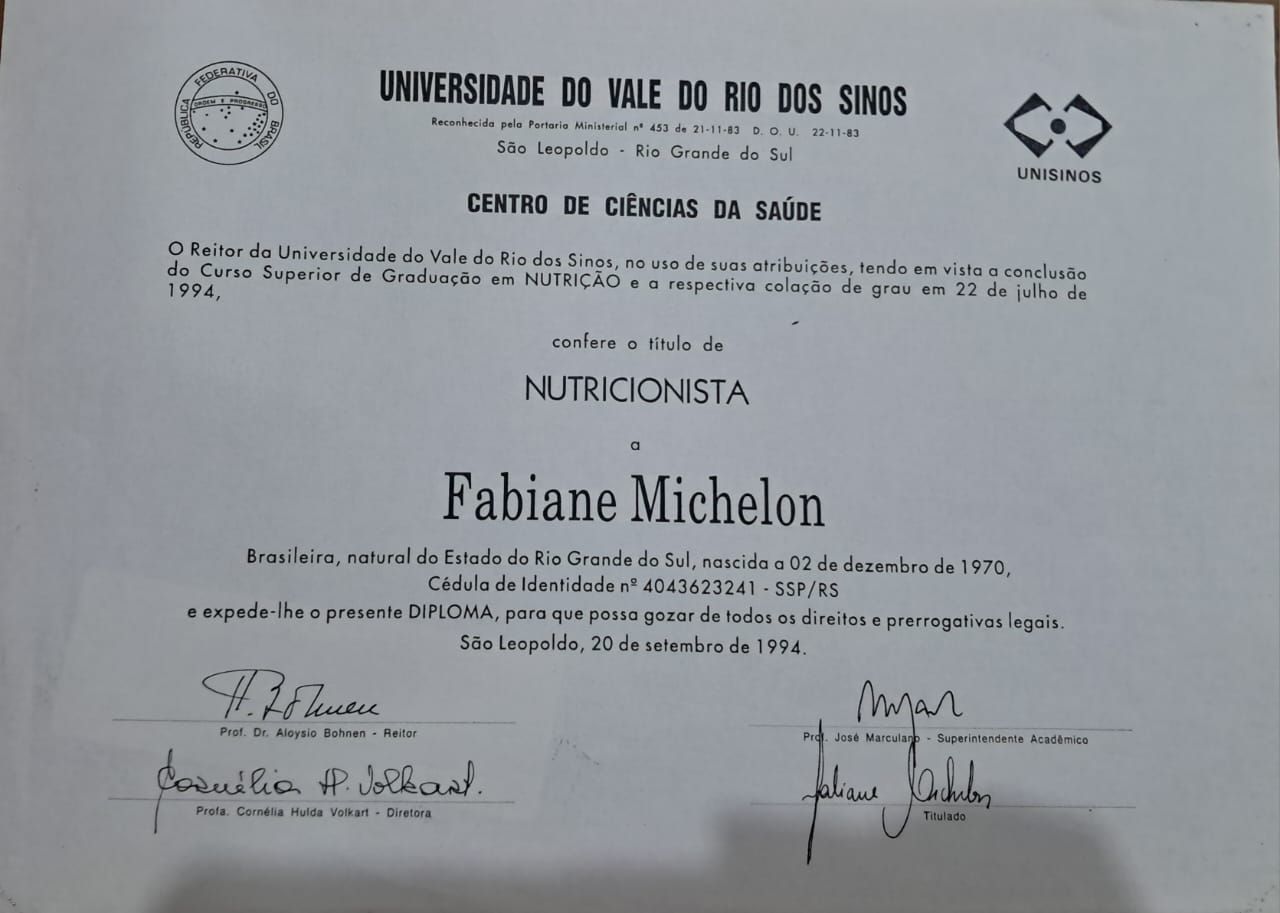 REPÚBLICA FEDERATIVA DO BRASIL
ORDEM E PROGRESSO
UNIVERSIDADE DO VALE DO RIO DOS SINOS
Reconhecida pela Portaria Ministerial nº 453 de 21-11-83 D. O. U. 22-11-83
São Leopoldo - Rio Grande do Sul
UNISINOS
CENTRO DE CIÊNCIAS DA SAÚDE
O Reitor da Universidade do Vale do Rio dos Sinos, no uso de suas atribuições, tendo em vista a conclusão
do Curso Superior de Graduação em NUTRIÇÃO e a respectiva colação de grau em 22 de julho de
1994,
confere o título de
NUTRICIONISTA
a
Fabiane Michelon
Brasileira, natural do Estado do Rio Grande do Sul, nascida a 02 de dezembro de 1970,
Cédula de Identidade nº 4043623241 - SSP/RS
e expede-lhe o presente DIPLOMA, para que possa gozar de todos os direitos e prerrogativas legais.
São Leopoldo, 20 de setembro de 1994.
Prof. Dr. Aloysio Bohnen - Reitor
Prof. José Marculano - Superintendente Acadêmico
Cornélia H. Volkart.
Fabiane Michelon
Profa. Cornélia Hulda Volkart - Diretora
Titulado